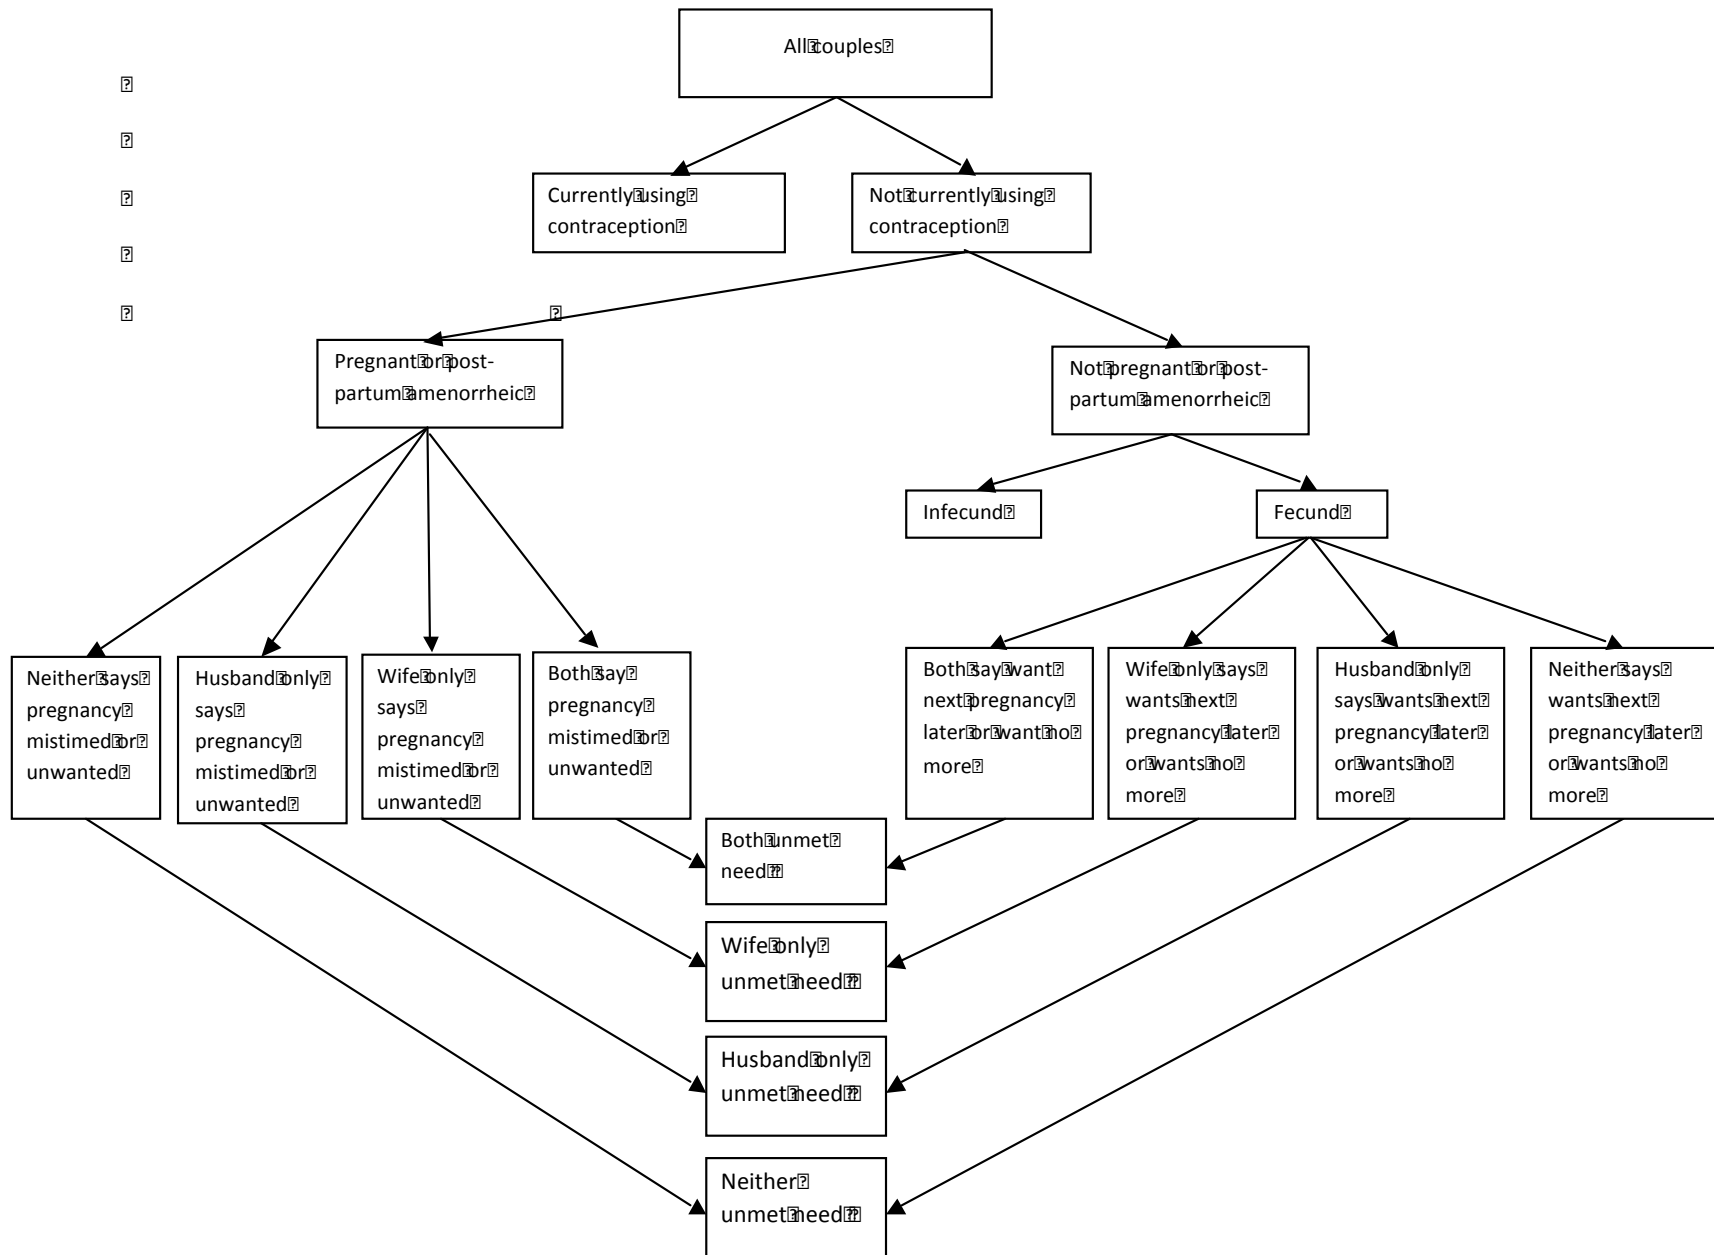 All couples
Currently using
contraception
Not currently using
contraception
Pregnant or post-
partum amenorrheic
Not pregnant or post-
partum amenorrheic
Infecund
Fecund
Neither says
pregnancy
mistimed or
unwanted
Husband only
says
pregnancy
mistimed or
unwanted
Wife only
says
pregnancy
mistimed or
unwanted
Both say
pregnancy
mistimed or
unwanted
Both say want
next pregnancy
later or want no
more
Wife only says
wants next
pregnancy later
or wants no
more
Husband only
says wants next
pregnancy later
or wants no
more
Neither says
wants next
pregnancy later
or wants no
more
Both unmet
need
Wife only
unmet need
Husband only
unmet need
Neither
unmet need